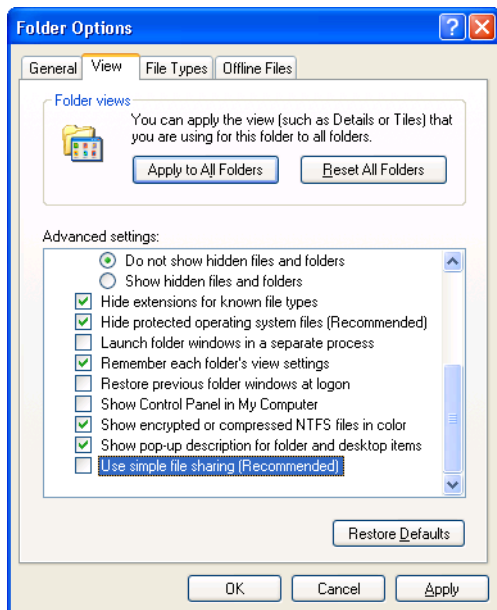 Folder Options
General View File Types Offline Files
Folder views
You can apply the view (such as Details or Tiles) that
you are using for this folder to all folders.
Apply to All Folders Reset All Folders
Advanced settings:
Do not show hidden files and folders
Show hidden files and folders
Hide extensions for known file types
Hide protected operating system files (Recommended)
Launch folder windows in a separate process
Remember each folder's view settings
Restore previous folder windows at logon
Show Control Panel in My Computer
Show encrypted or compressed NTFS files in color
Show pop-up description for folder and desktop items
Use simple file sharing (Recommended)
Restore Defaults
OK Cancel Apply